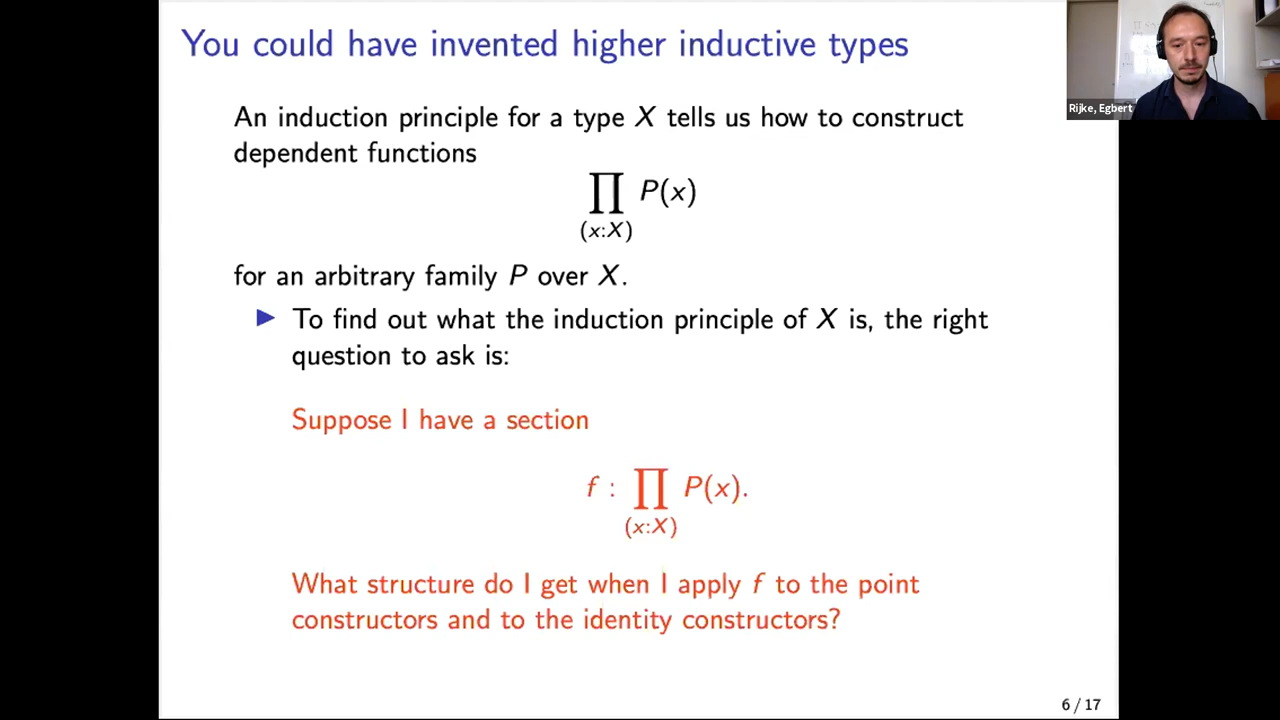 You could have invented higher inductive types
Rijke, Egbert
An induction principle for a type X tells us how to construct
dependent functions
∏ P(x)
(x:X)
for an arbitrary family P over X.
▶ To find out what the induction principle of X is, the right
question to ask is:
Suppose I have a section
f : ∏ P(x).
(x:X)
What structure do I get when I apply f to the point
constructors and to the identity constructors?
6 / 17